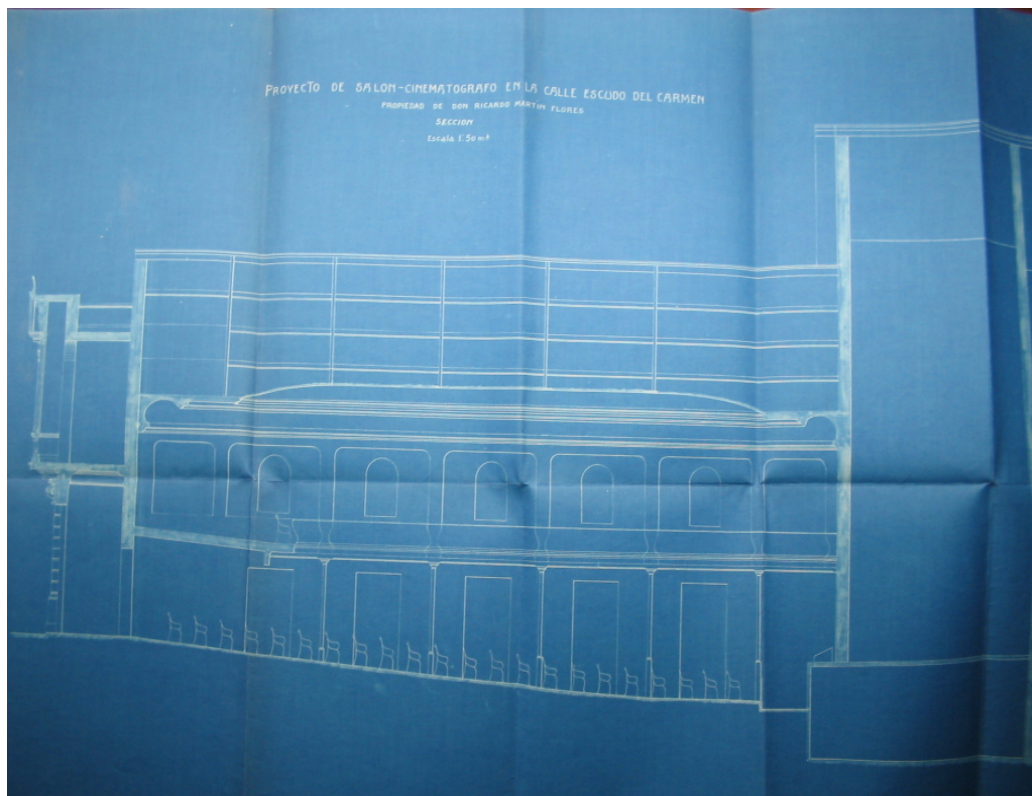 PROYECTO DE SALON-CINEMATOGRAFO EN LA CALLE ESCUDO DEL CARMEN
PROPIEDAD DE DON RICARDO MARTIN FLORES
SECCION
Escala 1:50 ms